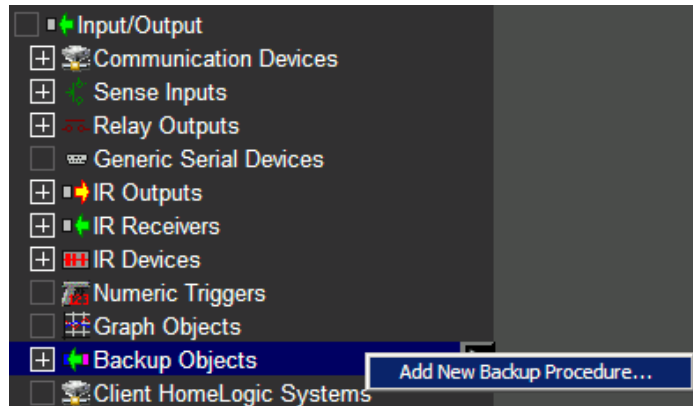 Input/Output
Communication Devices
Sense Inputs
Relay Outputs
Generic Serial Devices
IR Outputs
IR Receivers
IR Devices
Numeric Triggers
Graph Objects
Backup Objects
Add New Backup Procedure...
Client HomeLogic Systems